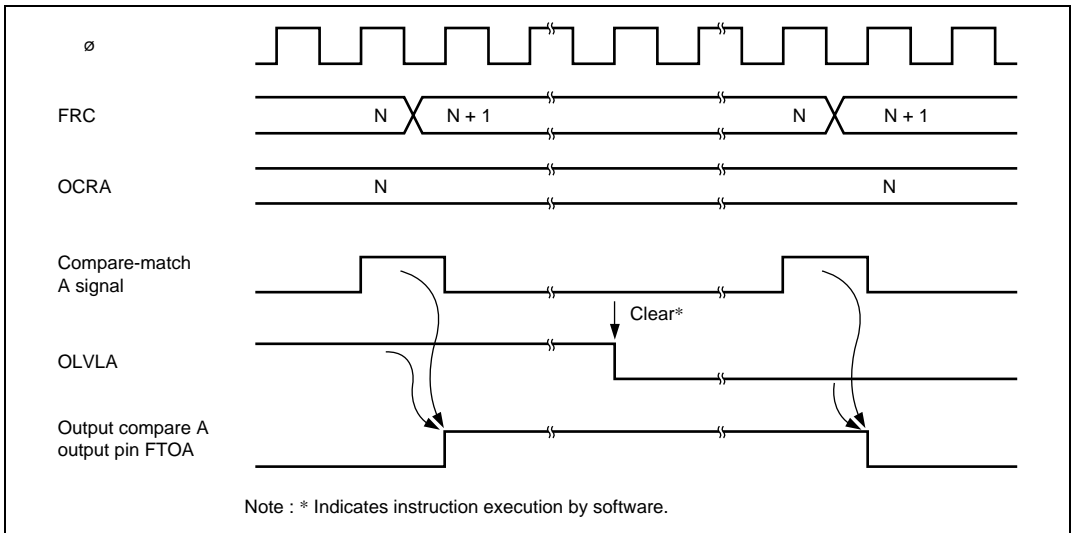 ø
FRC N N + 1 N N + 1
OCRA N N
Compare-match
A signal
Clear*
OLVLA
Output compare A
output pin FTOA
Note : * Indicates instruction execution by software.